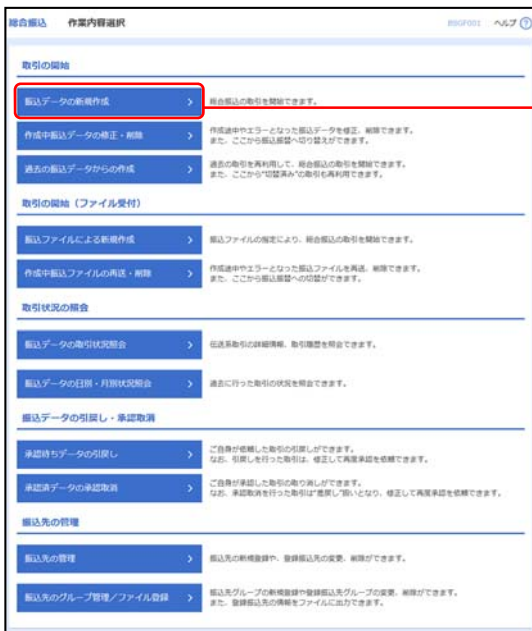 総合振込 作業内容選択 BSGF001 ヘルプ ?
取引の開始
振込データの新規作成 > 総合振込の取引を開始できます。
作成中振込データの修正・削除 > 作成途中やエラーとなった振込データを修正、削除できます。
また、ここから振込振替へ切り替えができます。
過去の振込データからの作成 > 過去の取引を再利用して、総合振込の取引を開始できます。
また、ここから"切替済み"の取引も再利用できます。
取引の開始（ファイル受付）
振込ファイルによる新規作成 > 振込ファイルの指定により、総合振込の取引を開始できます。
作成中振込ファイルの再送・削除 > 作成途中やエラーとなった振込ファイルを再送、削除できます。
また、ここから振込振替への切替ができます。
取引状況の照会
振込データの取引状況照会 > 伝送系取引の詳細情報、取引履歴を照会できます。
振込データの日別・月別状況照会 > 過去に行った取引の状況を照会できます。
振込データの引戻し・承認取消
承認待ちデータの引戻し > ご自身が依頼した取引の引戻しができます。
なお、引戻しを行った取引は、修正して再度承認を依頼できます。
承認済データの承認取消 > ご自身が承認した取引の取り消しができます。
なお、承認取消を行った取引は"差戻し"扱いとなり、修正して再度承認を依頼できます。
振込先の管理
振込先の管理 > 振込先の新規登録や、登録振込先の変更、削除ができます。
振込先のグループ管理／ファイル登録 > 振込先グループの新規登録や登録振込先グループの変更、削除ができます。
また、登録振込先の情報をファイルに出力できます。